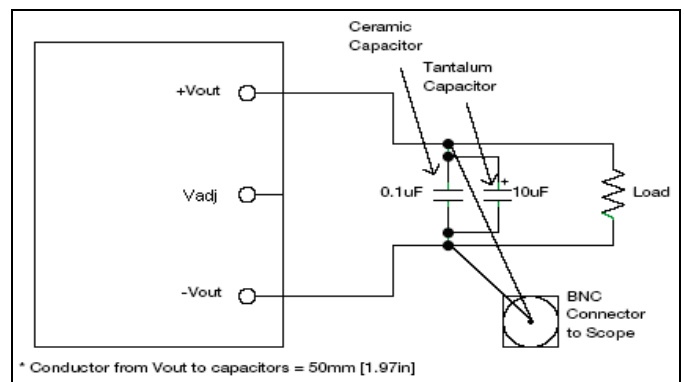 Ceramic
Capacitor
Tantalum
Capacitor
+Vout
Vadj
0.1uF
+
10uF
Load
-Vout
BNC
Connector
to Scope
* Conductor from Vout to capacitors = 50mm [1.97in]